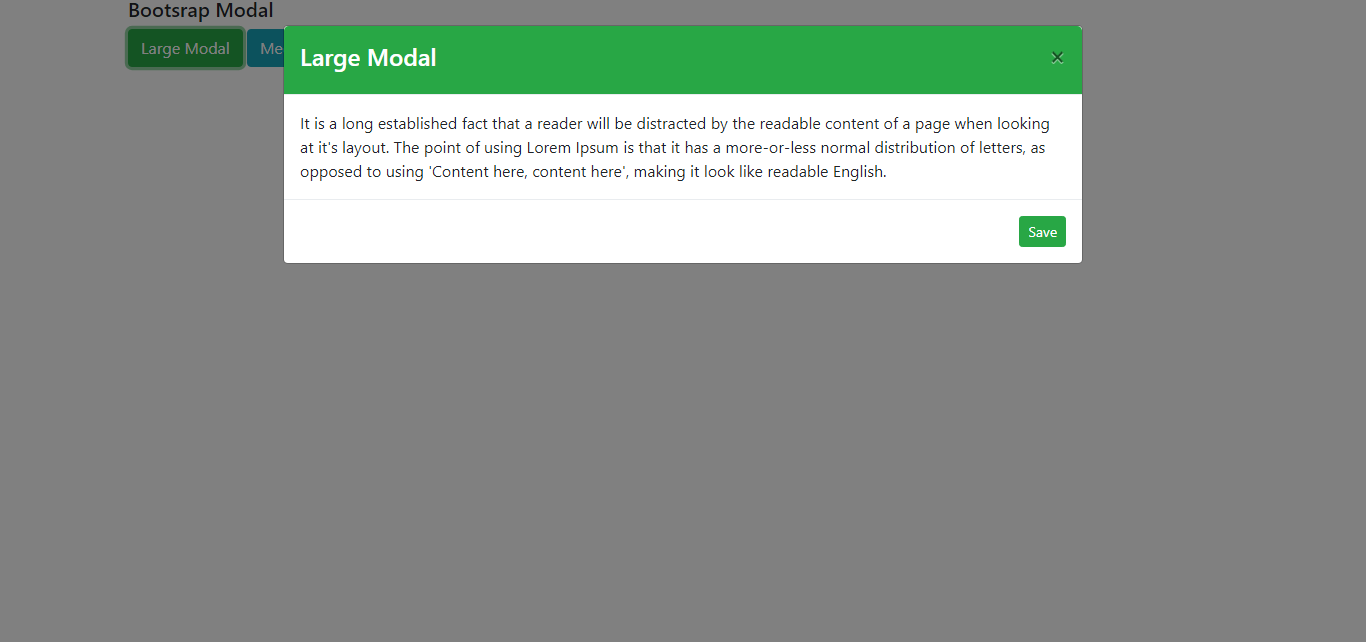 Bootsrap Modal
Large Modal
Me
Large Modal
×
It is a long established fact that a reader will be distracted by the readable content of a page when looking
at it's layout. The point of using Lorem Ipsum is that it has a more-or-less normal distribution of letters, as
opposed to using 'Content here, content here', making it look like readable English.
Save